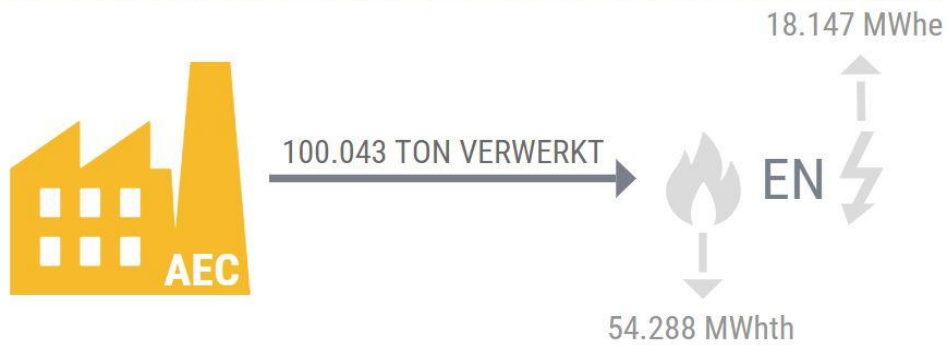 18.147 MWhe
100.043 TON VERWERKT
EN
AEC
54.288 MWhth